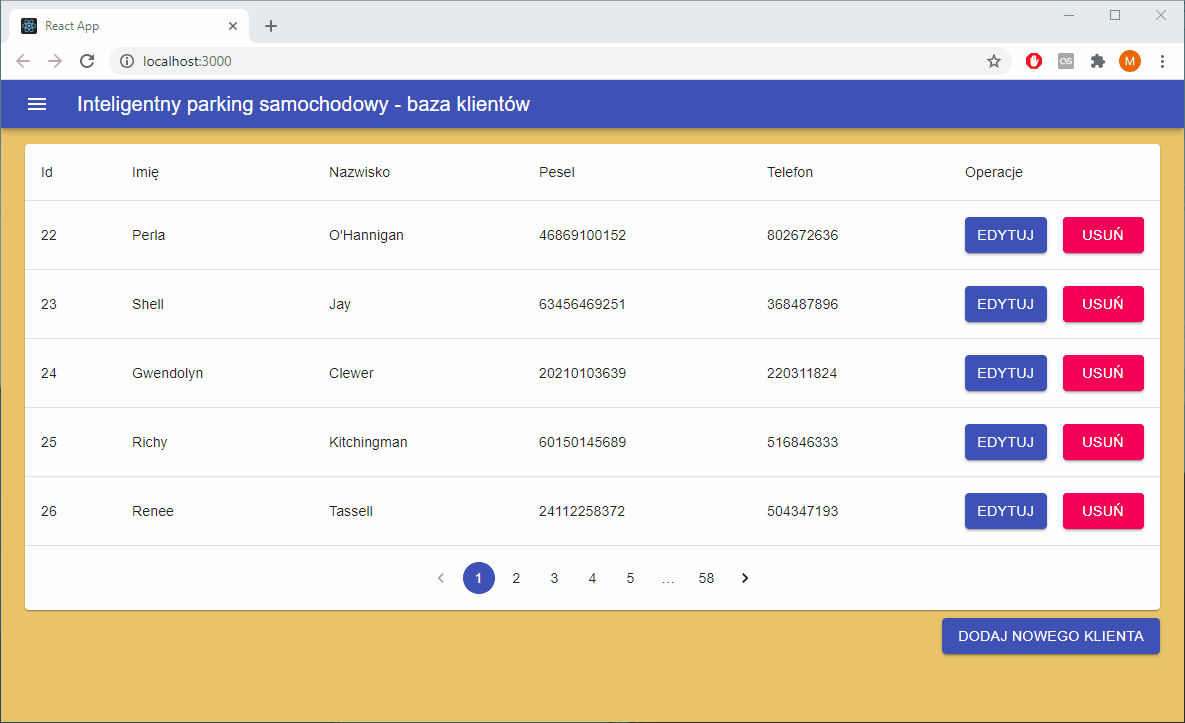 React App
localhost:3000
M
Inteligentny parking samochodowy - baza klientów
Id Imię Nazwisko Pesel Telefon Operacje
22 Perla O'Hannigan 46869100152 802672636 EDYTUJ USUŃ
23 Shell Jay 63456469251 368487896 EDYTUJ USUŃ
24 Gwendolyn Clewer 20210103639 220311824 EDYTUJ USUŃ
25 Richy Kitchingman 60150145689 516846333 EDYTUJ USUŃ
26 Renee Tassell 24112258372 504347193 EDYTUJ USUŃ
1 2 3 4 5 ... 58
DODAJ NOWEGO KLIENTA